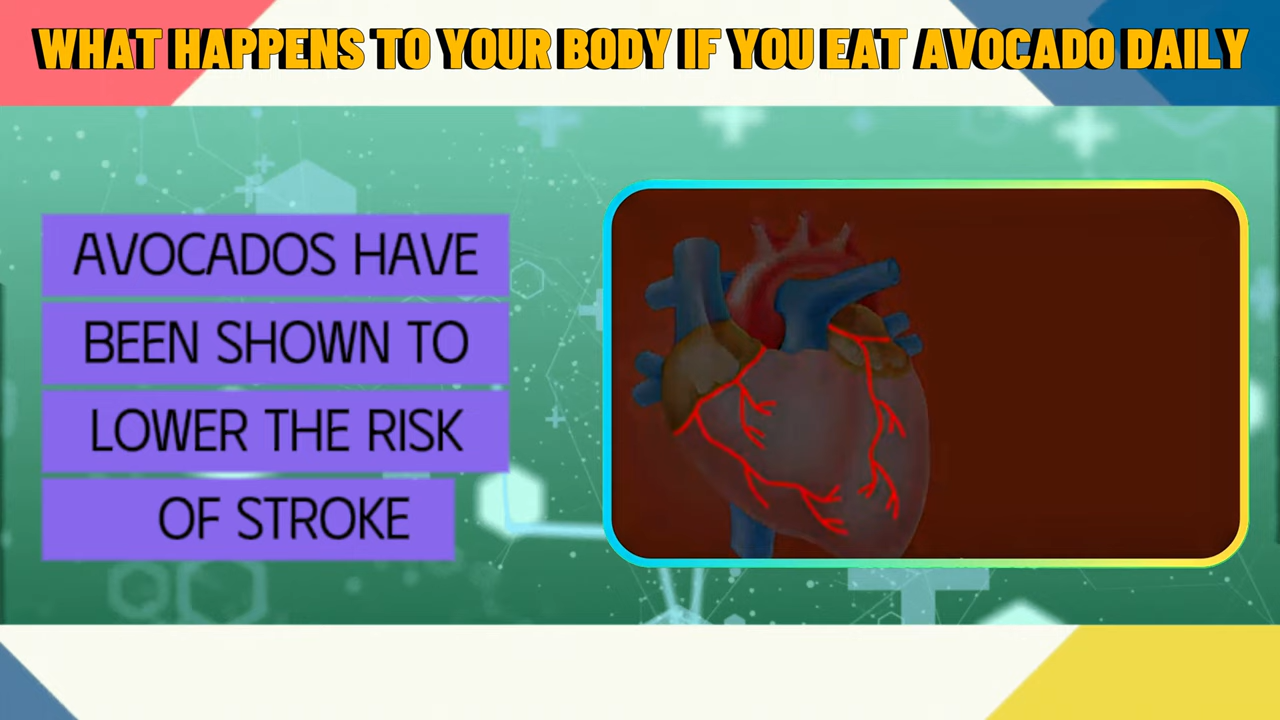 WHAT HAPPENS TO YOUR BODY IF YOU EAT AVOCADO DAILY
AVOCADOS HAVE
BEEN SHOWN TO
LOWER THE RISK
OF STROKE